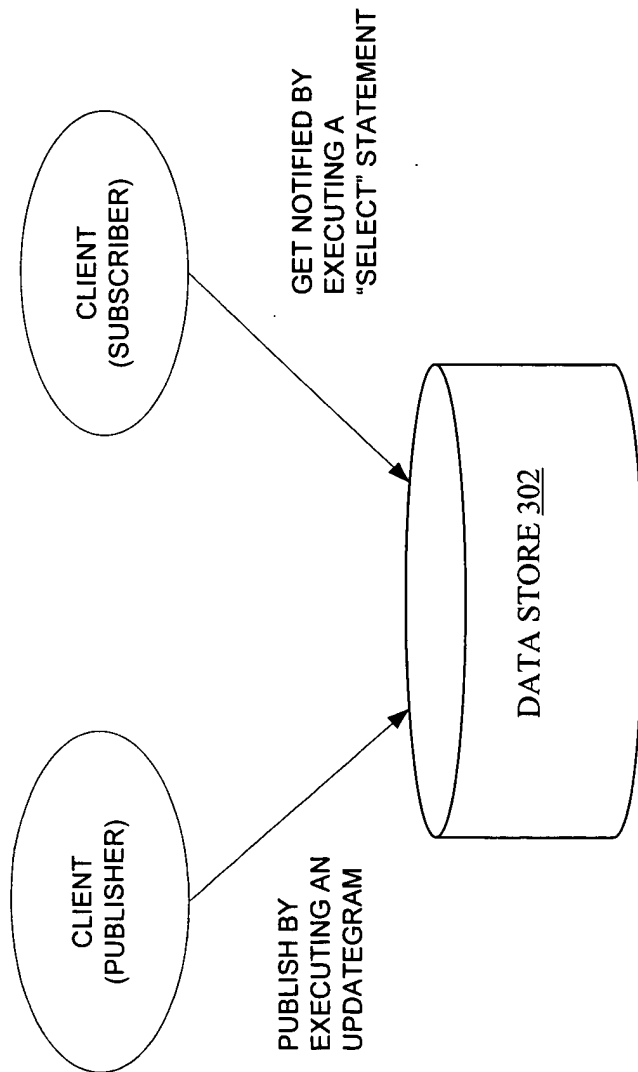 CLIENT
(PUBLISHER)
CLIENT
(SUBSCRIBER)
PUBLISH BY
EXECUTING AN
UPDATEGRAM
GET NOTIFIED BY
EXECUTING A
“SELECT” STATEMENT
DATA STORE 302